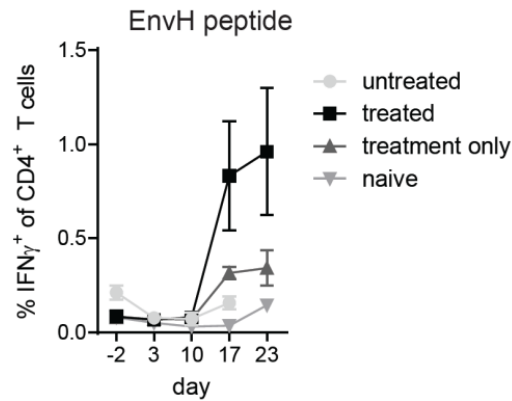 EnvH peptide
% IFNγ⁺ of CD4⁺ T cells
1.5
1.0
0.5
0.0
-2 3 10 17 23
day
untreated
treated
treatment only
naive